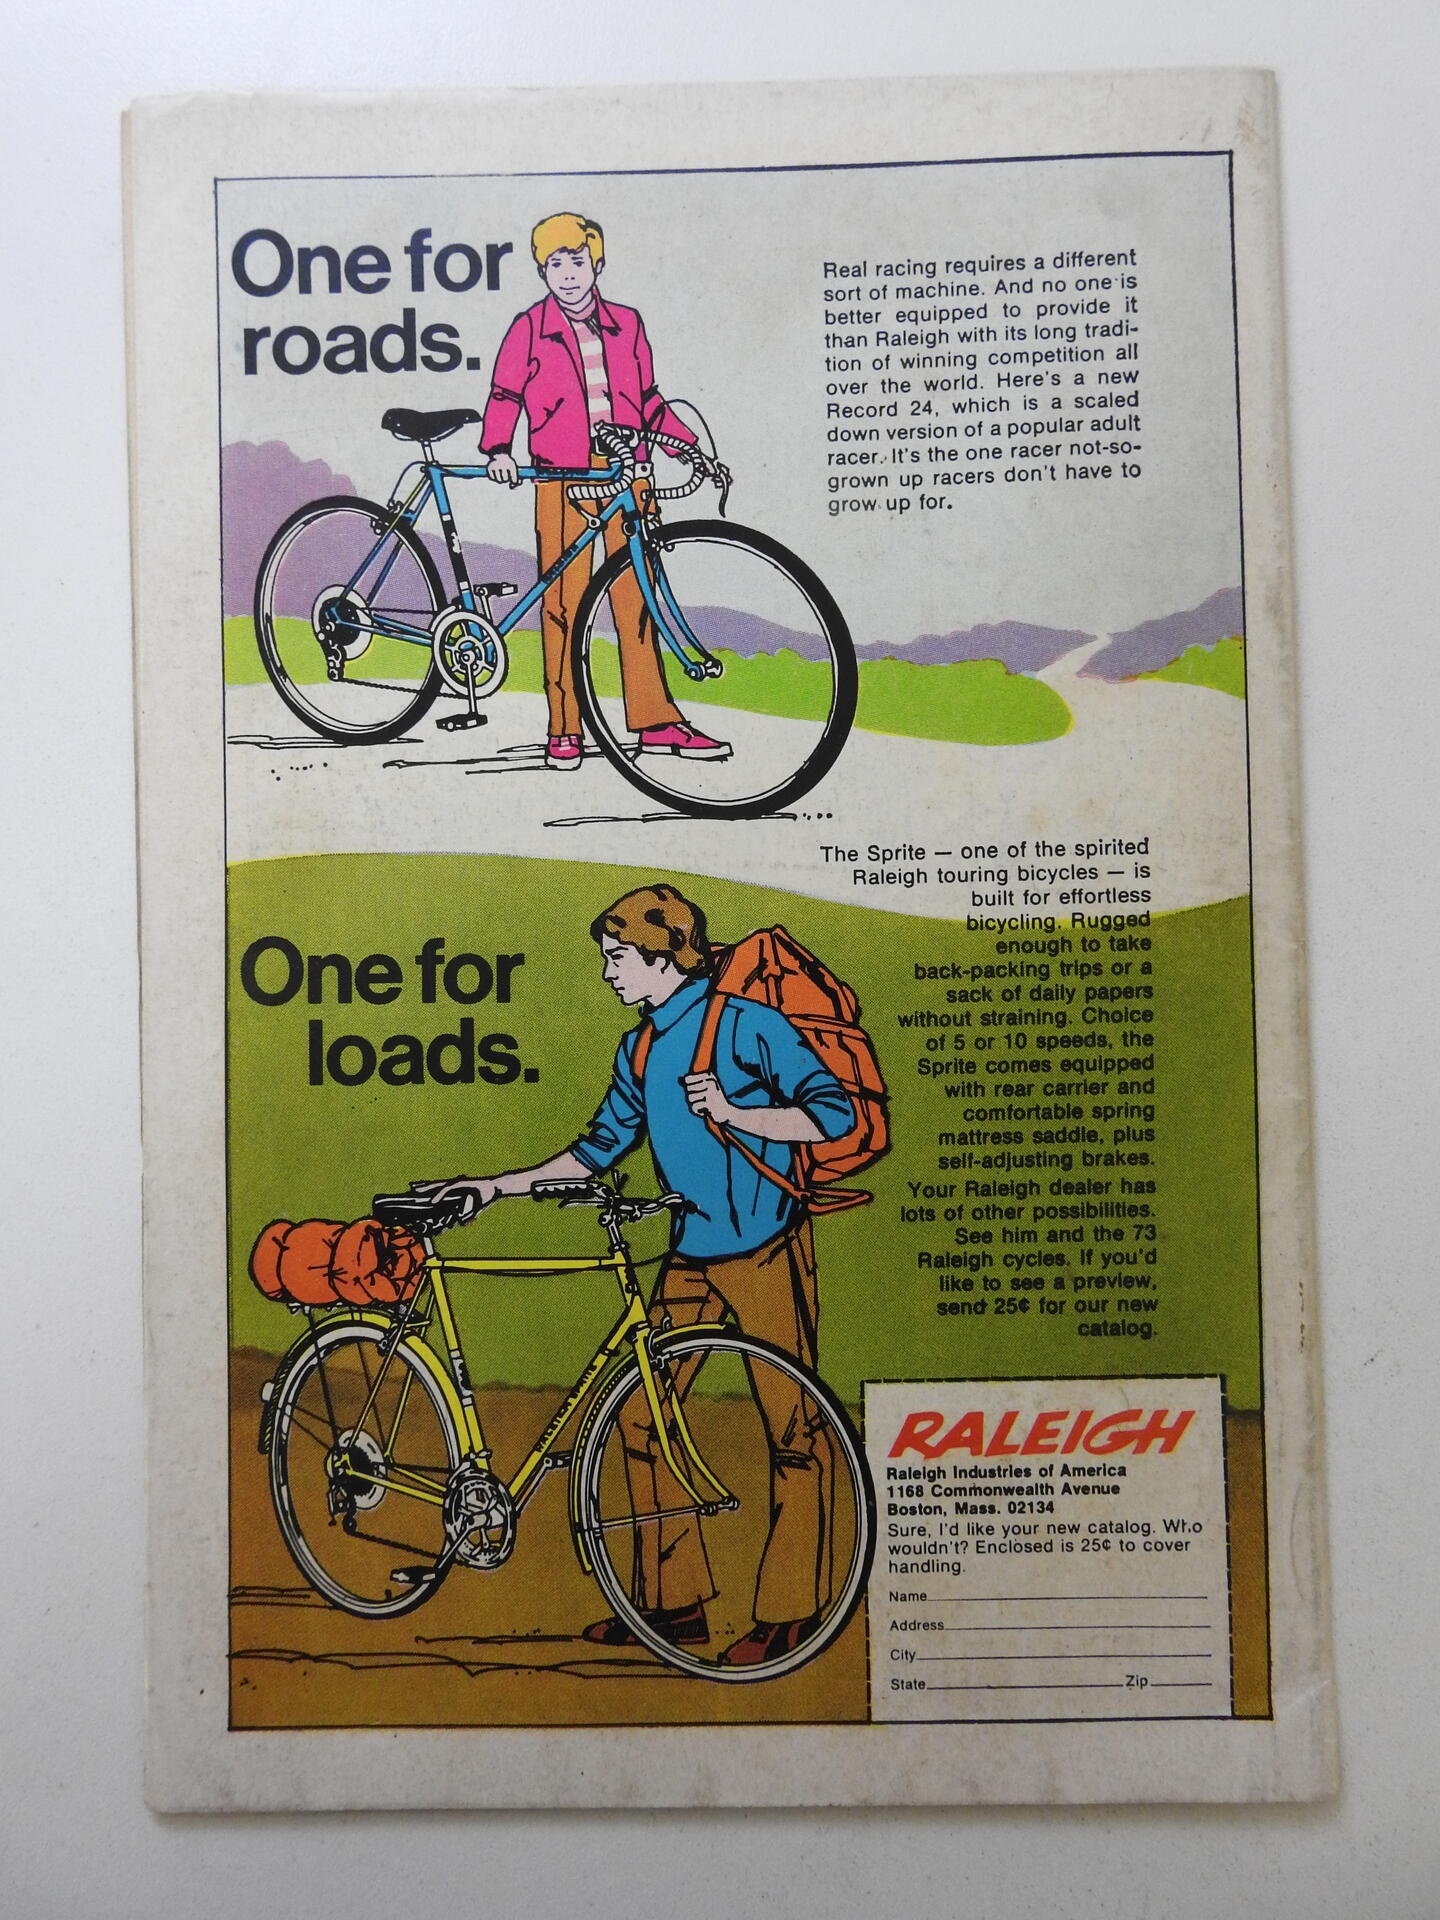 One for
roads.
Real racing requires a different
sort of machine. And no one is
better equipped to provide it
than Raleigh with its long tradi-
tion of winning competition all
over the world. Here's a new
Record 24, which is a scaled
down version of a popular adult
racer. It's the one racer not-so-
grown up racers don't have to
grow up for.
The Sprite — one of the spirited
Raleigh touring bicycles — is
built for effortless
bicycling. Rugged
enough to take
back-packing trips or a
sack of daily papers
without straining. Choice
of 5 or 10 speeds, the
Sprite comes equipped
with rear carrier and
comfortable spring
mattress saddle, plus
self-adjusting brakes.
Your Raleigh dealer has
lots of other possibilities.
See him and the 73
Raleigh cycles. If you'd
like to see a preview,
send 25¢ for our new
catalog.
One for
loads.
RALEIGH SPRITE
RALEIGH
Raleigh Industries of America
1168 Commonwealth Avenue
Boston, Mass. 02134
Sure, I'd like your new catalog. Who
wouldn't? Enclosed is 25¢ to cover
handling.
Name
Address
City
State Zip